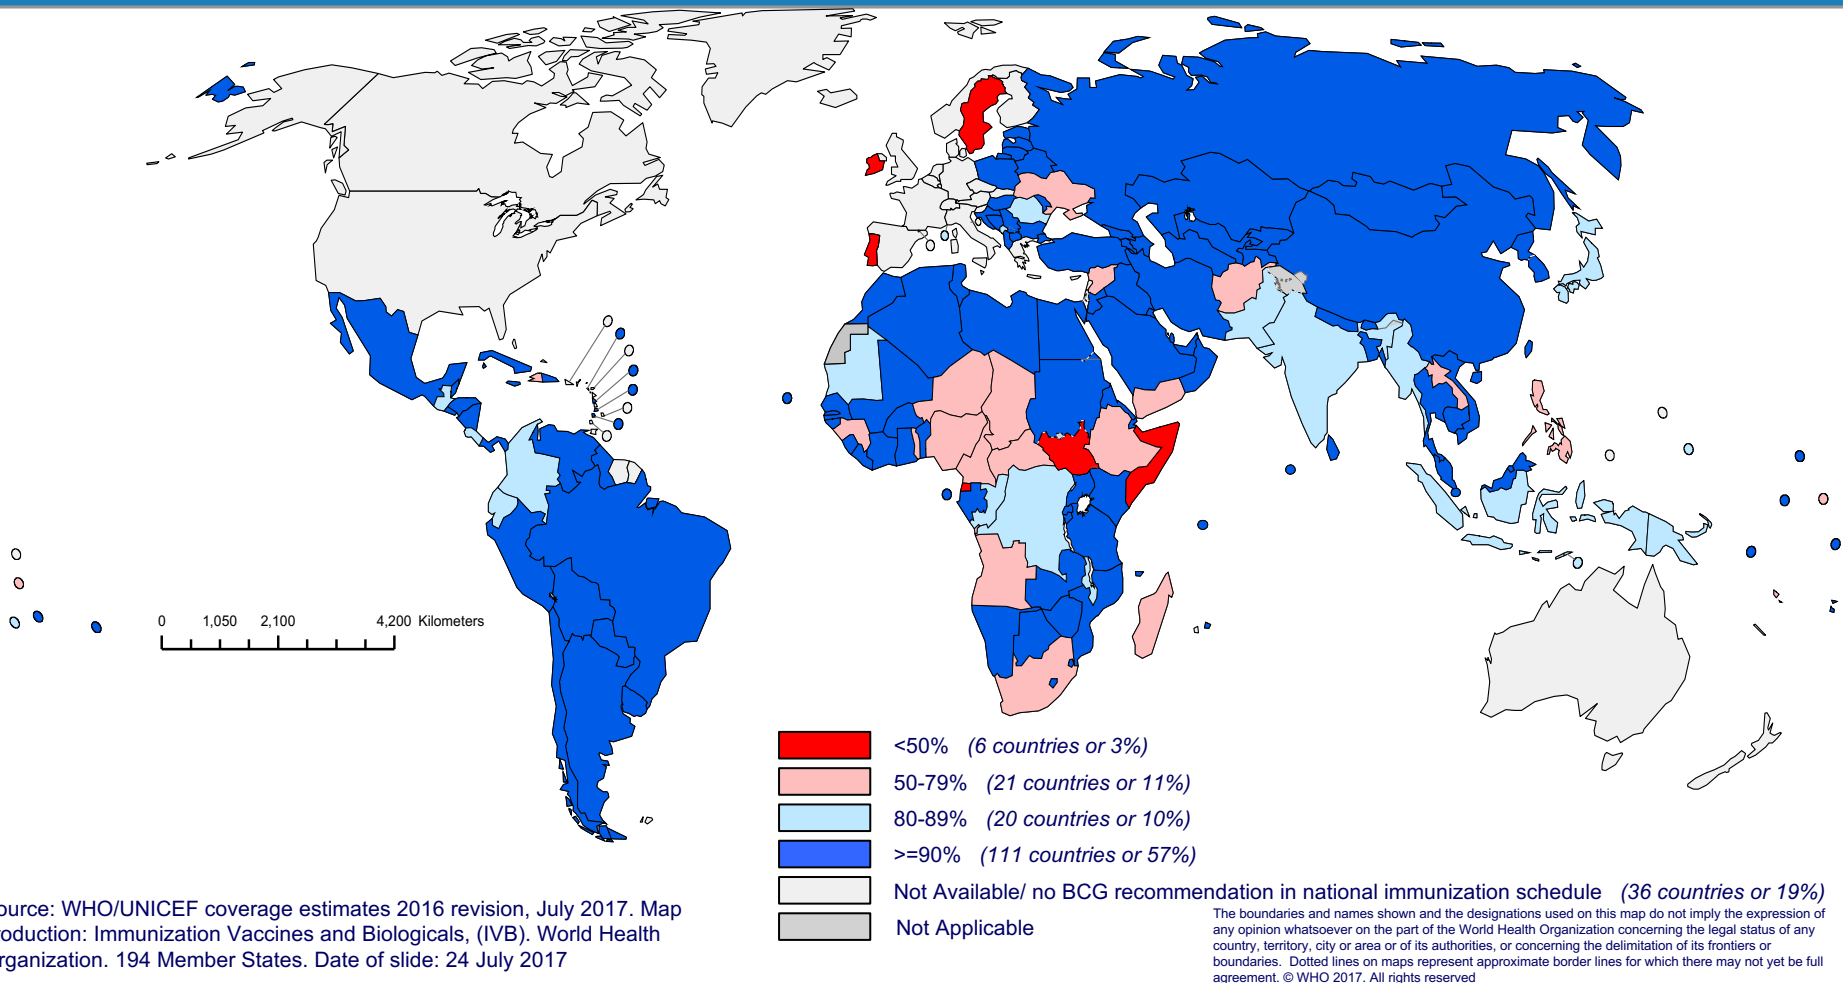 0 1,050 2,100 4,200 Kilometers
<50% (6 countries or 3%)
50-79% (21 countries or 11%)
80-89% (20 countries or 10%)
>=90% (111 countries or 57%)
Not Available/ no BCG recommendation in national immunization schedule (36 countries or 19%)
Not Applicable
ource: WHO/UNICEF coverage estimates 2016 revision, July 2017. Map
roduction: Immunization Vaccines and Biologicals, (IVB). World Health
rganization. 194 Member States. Date of slide: 24 July 2017
The boundaries and names shown and the designations used on this map do not imply the expression of
any opinion whatsoever on the part of the World Health Organization concerning the legal status of any
country, territory, city or area or of its authorities, or concerning the delimitation of its frontiers or
boundaries. Dotted lines on maps represent approximate border lines for which there may not yet be full
agreement. © WHO 2017. All rights reserved